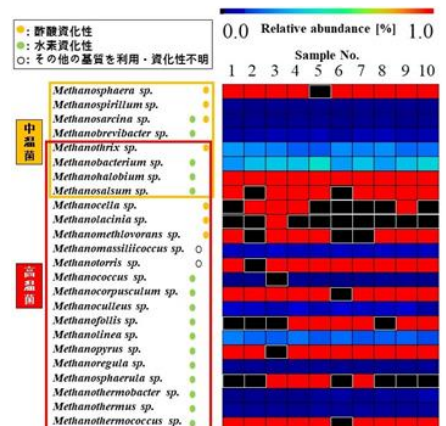 ●: 酢酸資化性
●: 水素資化性
○: その他の基質を利用・資化性不明
0.0 Relative abundance [%] 1.0
Sample No.
1 2 3 4 5 6 7 8 9 10
中温菌
高温菌
Methanosphaera sp.
Methanospirillum sp.
Methanosarcina sp.
Methanobrevibacter sp.
Methanothrix sp.
Methanobacterium sp.
Methanohalobium sp.
Methanosalsum sp.
Methanocella sp.
Methanolacinia sp.
Methanomethlovorans sp.
Methanomassiliicoccus sp. ○
Methanotorris sp. ○
Methanococcus sp.
Methanocorpusculum sp.
Methanoculleus sp.
Methanofollis sp.
Methanolinea sp.
Methanopyrus sp.
Methanoregula sp.
Methanosphaerula sp.
Methanothermobacter sp.
Methanothermus sp.
Methanothermococcus sp.